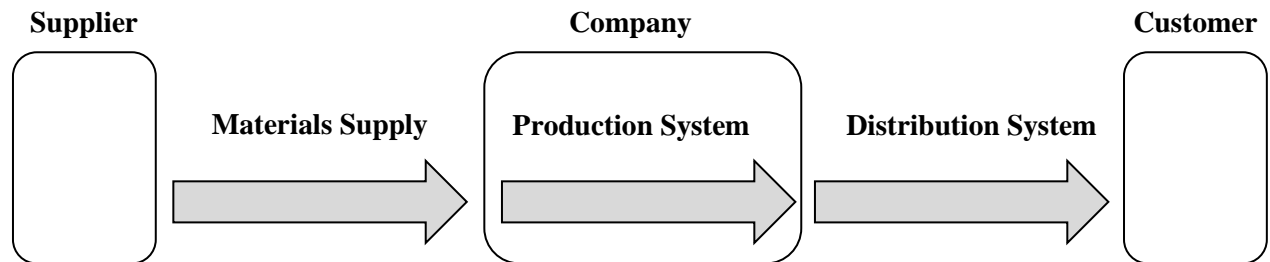 Supplier
Company
Customer
Materials Supply
Production System
Distribution System